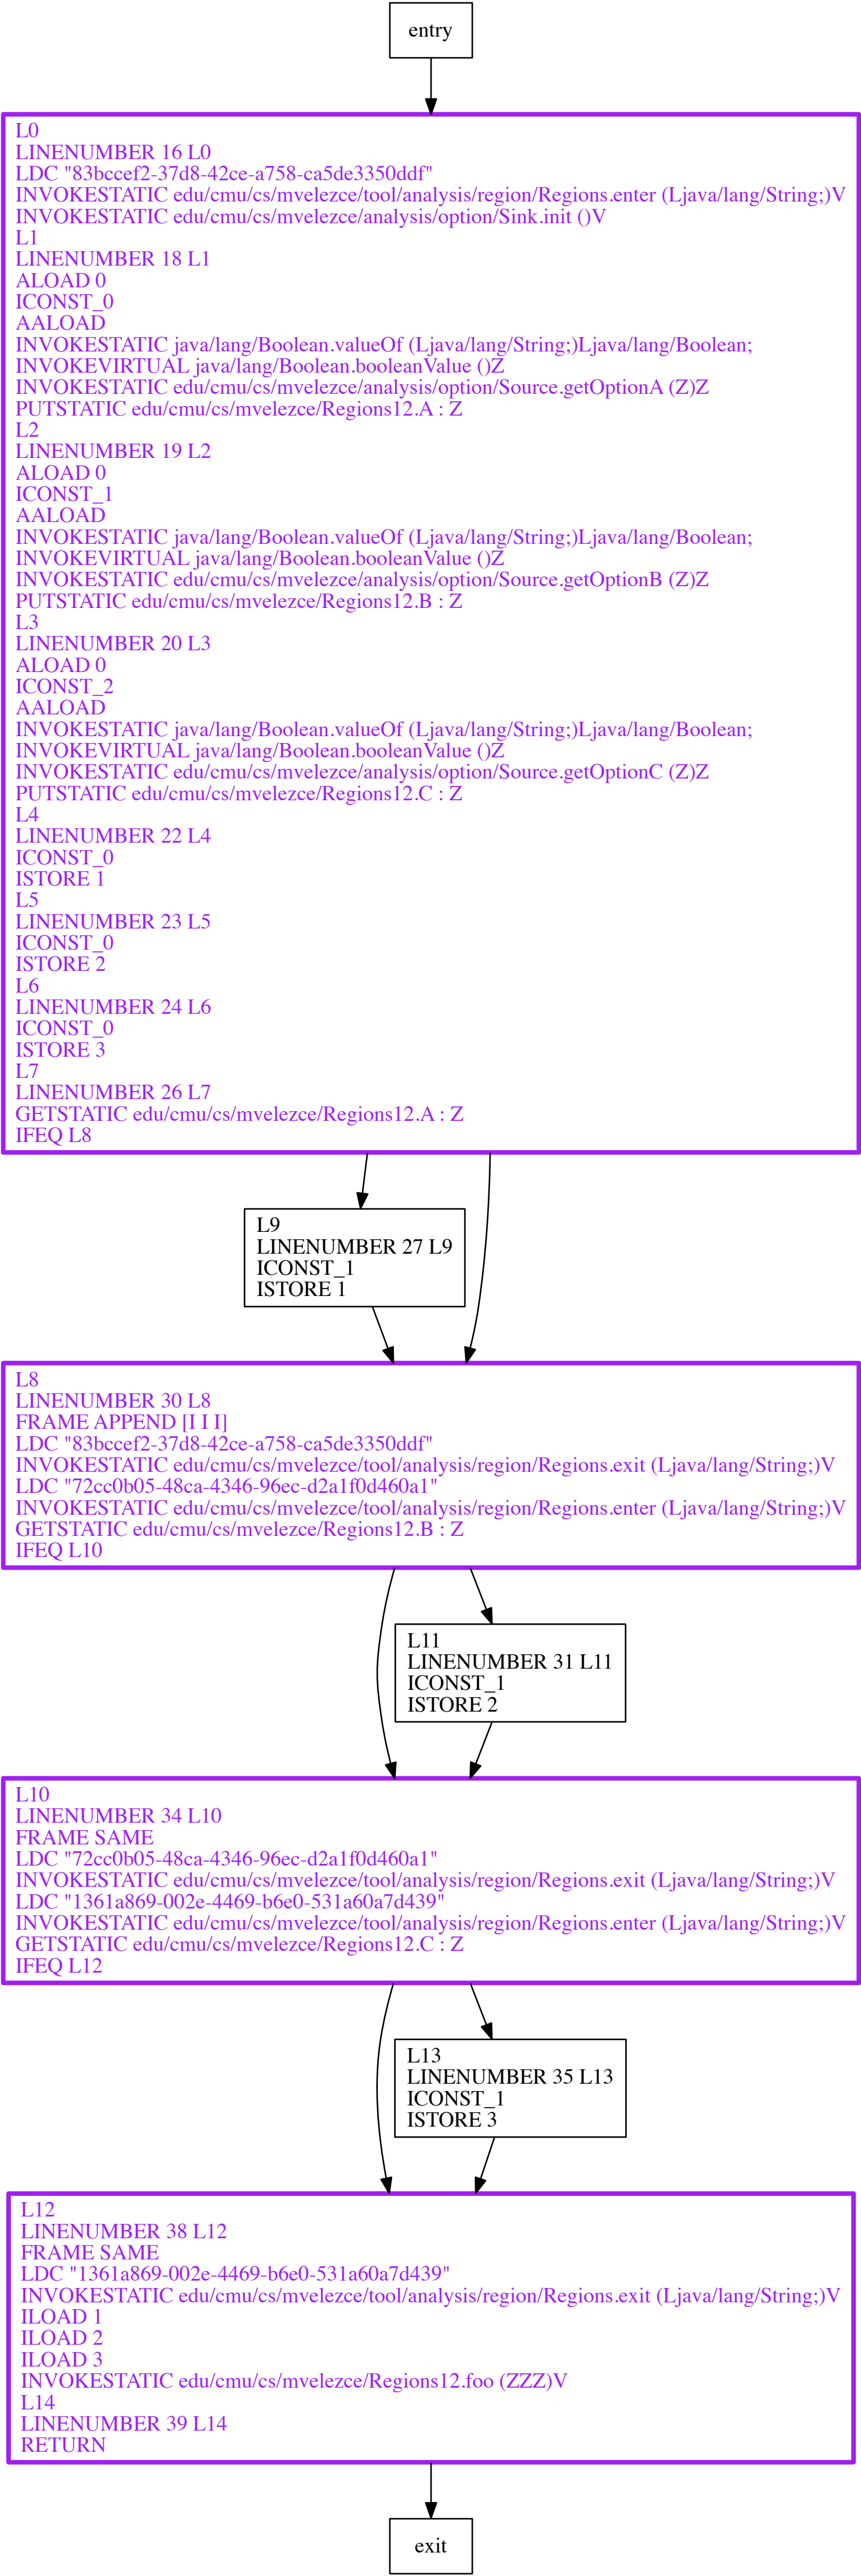 entry
L0
LINENUMBER 16 L0
LDC "83bccef2-37d8-42ce-a758-ca5de3350ddf"
INVOKESTATIC edu/cmu/cs/mvelezce/tool/analysis/region/Regions.enter (Ljava/lang/String;)V
INVOKESTATIC edu/cmu/cs/mvelezce/analysis/option/Sink.init ()V
L1
LINENUMBER 18 L1
ALOAD 0
ICONST_0
AALOAD
INVOKESTATIC java/lang/Boolean.valueOf (Ljava/lang/String;)Ljava/lang/Boolean;
INVOKEVIRTUAL java/lang/Boolean.booleanValue ()Z
INVOKESTATIC edu/cmu/cs/mvelezce/analysis/option/Source.getOptionA (Z)Z
PUTSTATIC edu/cmu/cs/mvelezce/Regions12.A : Z
L2
LINENUMBER 19 L2
ALOAD 0
ICONST_1
AALOAD
INVOKESTATIC java/lang/Boolean.valueOf (Ljava/lang/String;)Ljava/lang/Boolean;
INVOKEVIRTUAL java/lang/Boolean.booleanValue ()Z
INVOKESTATIC edu/cmu/cs/mvelezce/analysis/option/Source.getOptionB (Z)Z
PUTSTATIC edu/cmu/cs/mvelezce/Regions12.B : Z
L3
LINENUMBER 20 L3
ALOAD 0
ICONST_2
AALOAD
INVOKESTATIC java/lang/Boolean.valueOf (Ljava/lang/String;)Ljava/lang/Boolean;
INVOKEVIRTUAL java/lang/Boolean.booleanValue ()Z
INVOKESTATIC edu/cmu/cs/mvelezce/analysis/option/Source.getOptionC (Z)Z
PUTSTATIC edu/cmu/cs/mvelezce/Regions12.C : Z
L4
LINENUMBER 22 L4
ICONST_0
ISTORE 1
L5
LINENUMBER 23 L5
ICONST_0
ISTORE 2
L6
LINENUMBER 24 L6
ICONST_0
ISTORE 3
L7
LINENUMBER 26 L7
GETSTATIC edu/cmu/cs/mvelezce/Regions12.A : Z
IFEQ L8
L9
LINENUMBER 27 L9
ICONST_1
ISTORE 1
L8
LINENUMBER 30 L8
FRAME APPEND [I I I]
LDC "83bccef2-37d8-42ce-a758-ca5de3350ddf"
INVOKESTATIC edu/cmu/cs/mvelezce/tool/analysis/region/Regions.exit (Ljava/lang/String;)V
LDC "72cc0b05-48ca-4346-96ec-d2a1f0d460a1"
INVOKESTATIC edu/cmu/cs/mvelezce/tool/analysis/region/Regions.enter (Ljava/lang/String;)V
GETSTATIC edu/cmu/cs/mvelezce/Regions12.B : Z
IFEQ L10
L11
LINENUMBER 31 L11
ICONST_1
ISTORE 2
L10
LINENUMBER 34 L10
FRAME SAME
LDC "72cc0b05-48ca-4346-96ec-d2a1f0d460a1"
INVOKESTATIC edu/cmu/cs/mvelezce/tool/analysis/region/Regions.exit (Ljava/lang/String;)V
LDC "1361a869-002e-4469-b6e0-531a60a7d439"
INVOKESTATIC edu/cmu/cs/mvelezce/tool/analysis/region/Regions.enter (Ljava/lang/String;)V
GETSTATIC edu/cmu/cs/mvelezce/Regions12.C : Z
IFEQ L12
L13
LINENUMBER 35 L13
ICONST_1
ISTORE 3
L12
LINENUMBER 38 L12
FRAME SAME
LDC "1361a869-002e-4469-b6e0-531a60a7d439"
INVOKESTATIC edu/cmu/cs/mvelezce/tool/analysis/region/Regions.exit (Ljava/lang/String;)V
ILOAD 1
ILOAD 2
ILOAD 3
INVOKESTATIC edu/cmu/cs/mvelezce/Regions12.foo (ZZZ)V
L14
LINENUMBER 39 L14
RETURN
exit